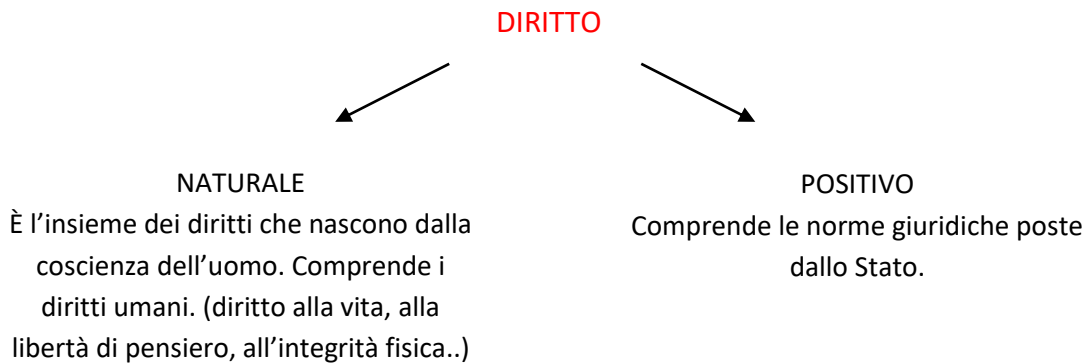 DIRITTO
NATURALE
È l’insieme dei diritti che nascono dalla
coscienza dell’uomo. Comprende i
diritti umani. (diritto alla vita, alla
libertà di pensiero, all’integrità fisica..)
POSITIVO
Comprende le norme giuridiche poste
dallo Stato.